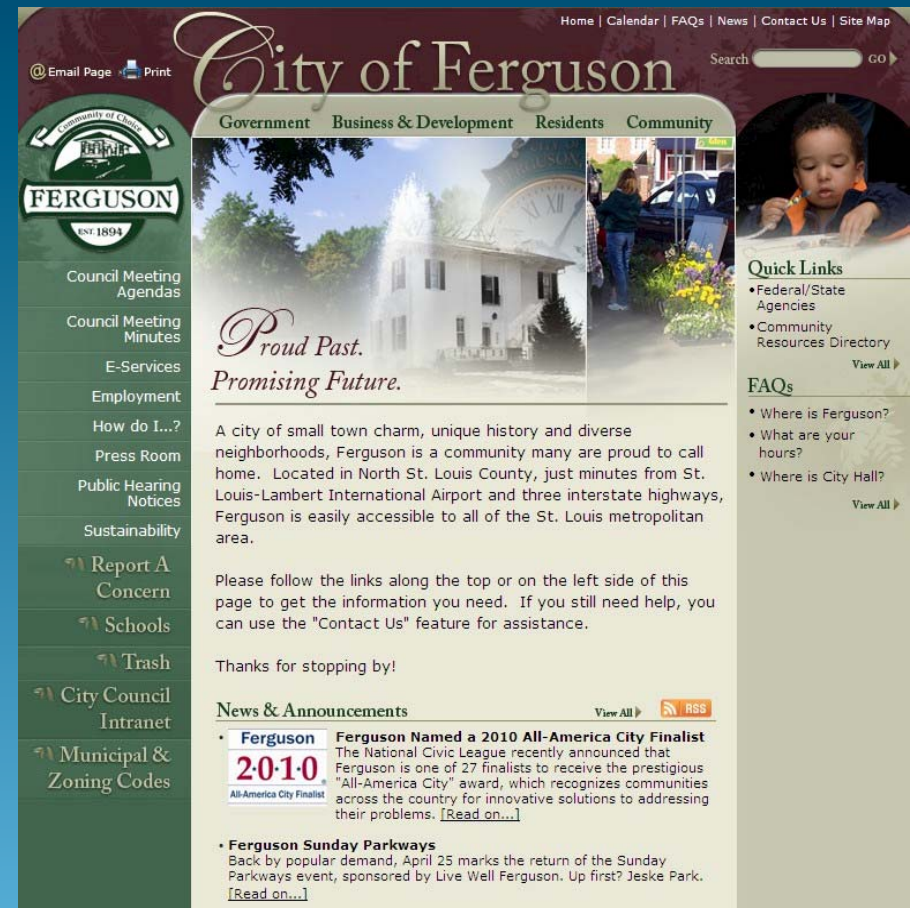 Home | Calendar | FAQs | News | Contact Us | Site Map
@ Email Page Print
City of Ferguson
Search GO
Government Business & Development Residents Community
Community of Choice
FERGUSON
EST. 1894
Council Meeting
Agendas
Council Meeting
Minutes
E-Services
Employment
How do I...?
Press Room
Public Hearing
Notices
Sustainability
Report A
Concern
Schools
Trash
City Council
Intranet
Municipal &
Zoning Codes
Proud Past.
Promising Future.
A city of small town charm, unique history and diverse
neighborhoods, Ferguson is a community many are proud to call
home. Located in North St. Louis County, just minutes from St.
Louis-Lambert International Airport and three interstate highways,
Ferguson is easily accessible to all of the St. Louis metropolitan
area.
Please follow the links along the top or on the left side of this
page to get the information you need. If you still need help, you
can use the "Contact Us" feature for assistance.
Thanks for stopping by!
News & Announcements View All RSS
Ferguson
2·0·1·0
All-America City Finalist
Ferguson Named a 2010 All-America City Finalist
The National Civic League recently announced that
Ferguson is one of 27 finalists to receive the prestigious
"All-America City" award, which recognizes communities
across the country for innovative solutions to addressing
their problems. [Read on...]
• Ferguson Sunday Parkways
Back by popular demand, April 25 marks the return of the Sunday
Parkways event, sponsored by Live Well Ferguson. Up first? Jeske Park.
[Read on...]
Quick Links
•Federal/State
Agencies
•Community
Resources Directory
View All
FAQs
• Where is Ferguson?
• What are your
hours?
• Where is City Hall?
View All